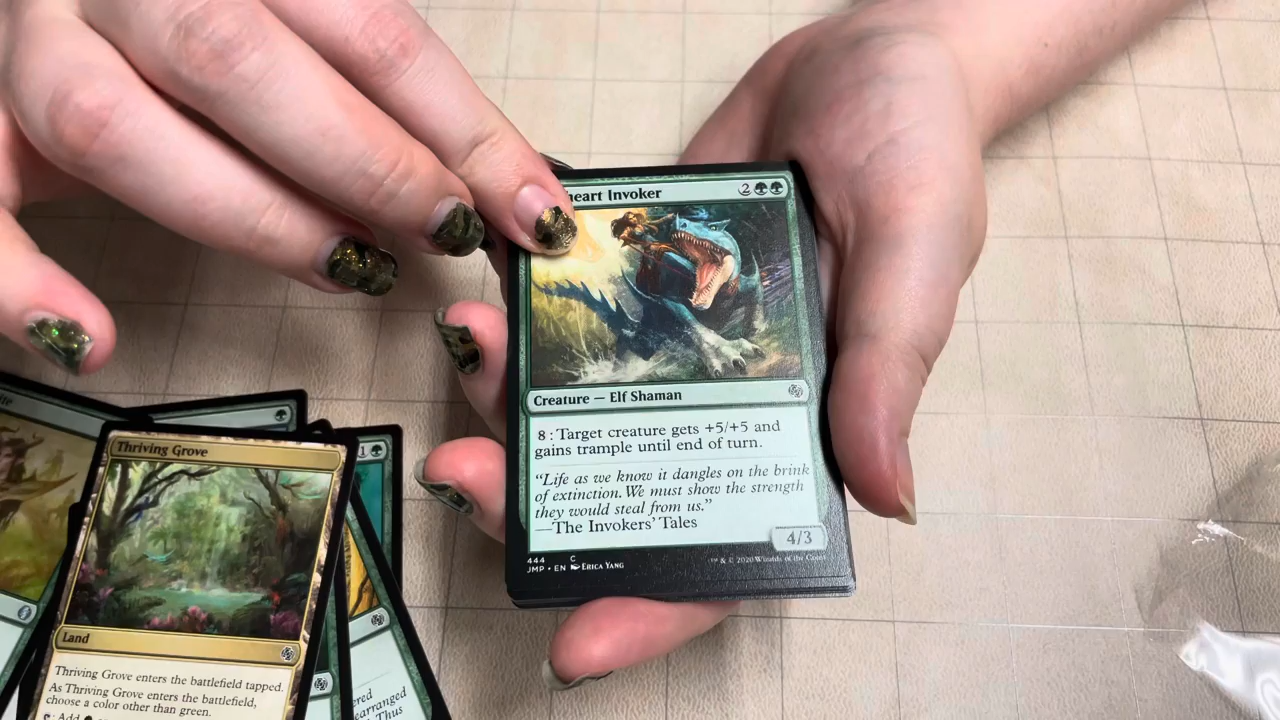 heart Invoker
2
Creature — Elf Shaman
8: Target creature gets +5/+5 and
gains trample until end of turn.
"Life as we know it dangles on the brink
of extinction. We must show the strength
they would steal from us."
—The Invokers' Tales
4/3
444 C
JMP • EN ERICA YANG
™ & © 2020 Wizards of the
Thriving Grove
Land
Thriving Grove enters the battlefield tapped.
As Thriving Grove enters the battlefield,
choose a color other than green.
: Add
1